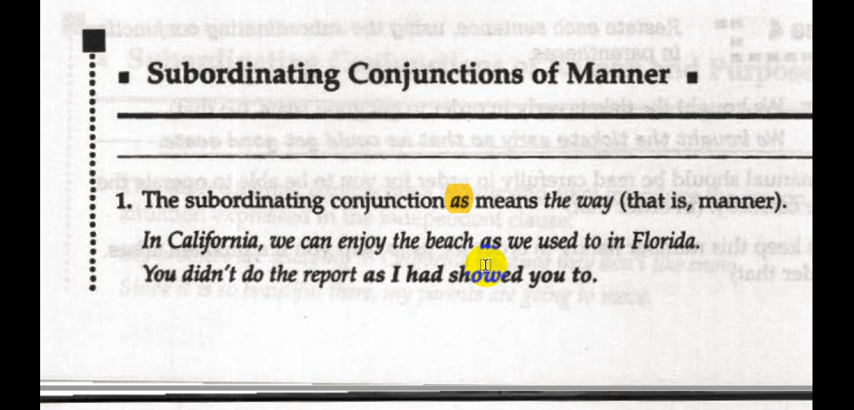 Subordinating Conjunctions of Manner
1. The subordinating conjunction as means the way (that is, manner).
In California, we can enjoy the beach as we used to in Florida.
You didn't do the report as I had showed you to.